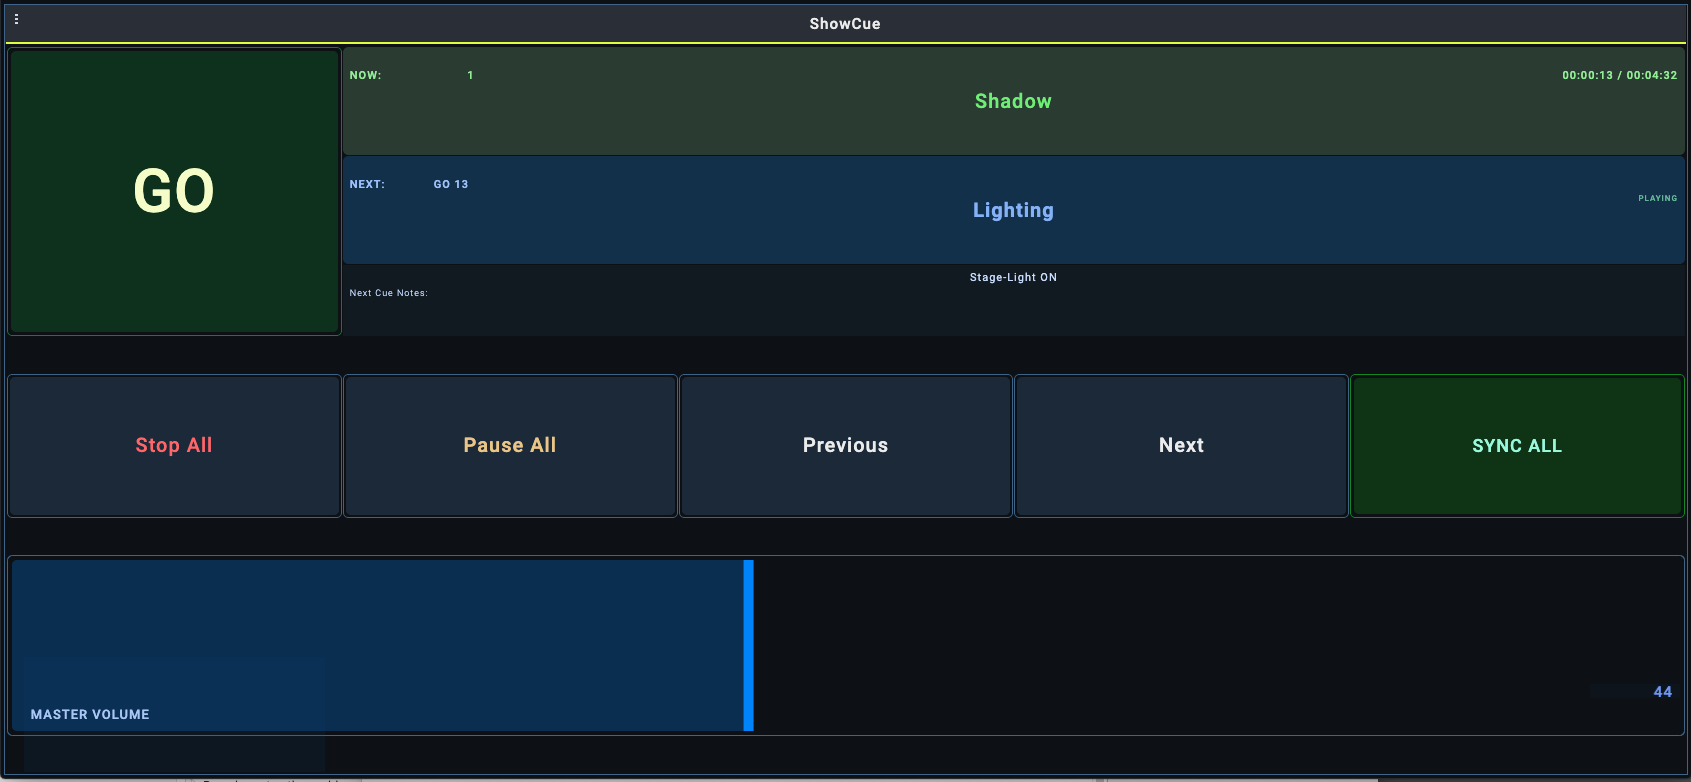 ShowCue
GO
NOW: 1 00:00:13 / 00:04:32
Shadow
NEXT: GO 13
PLAYING
Lighting
Stage-Light ON
Next Cue Notes:
Stop All
Pause All
Previous
Next
SYNC ALL
MASTER VOLUME
44